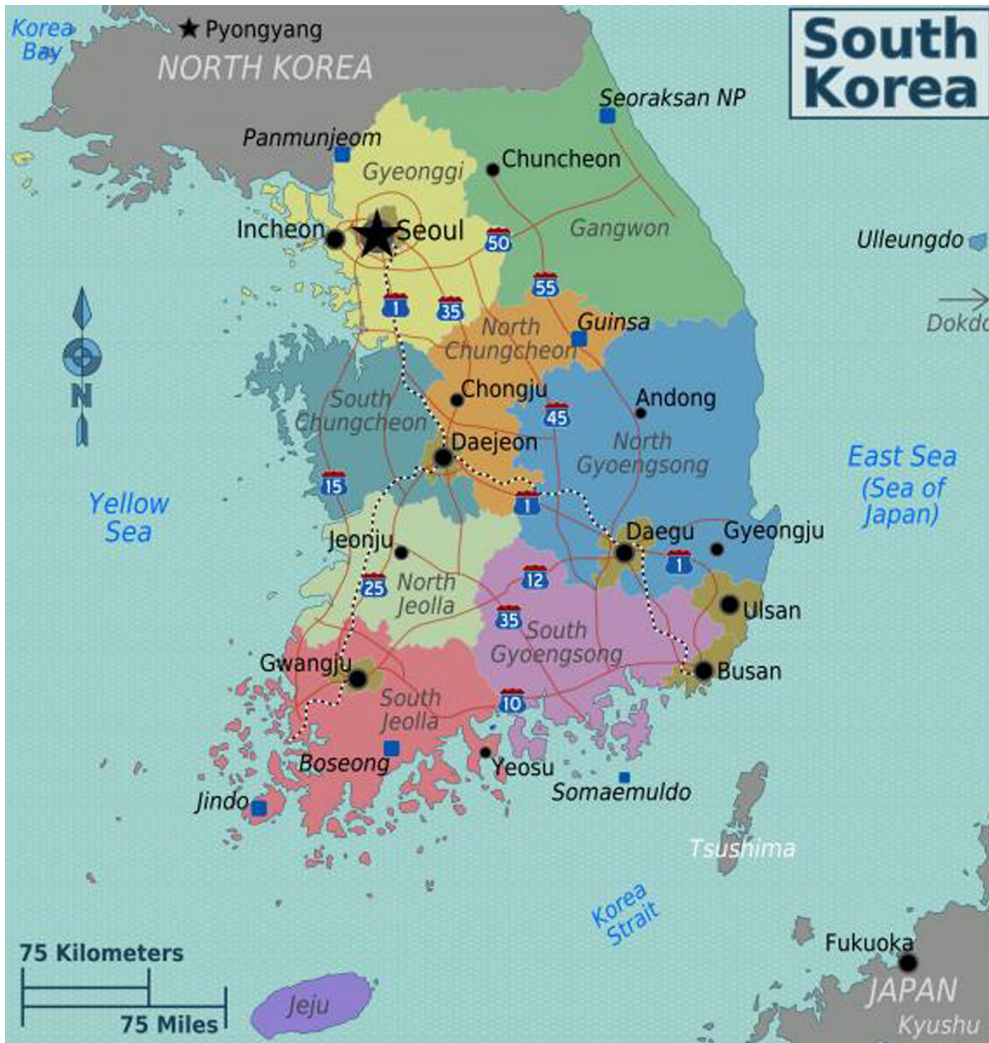 Korea
Bay
Pyongyang
NORTH KOREA
South
Korea
Seoraksan NP
Panmunjeom
Chuncheon
Gyeonggi
Incheon
Seoul
Gangwon
50
Ulleungdo
55
1
35
Dokdo
Guinsa
North
Chungcheon
N
South
Chungcheon
Chongju
Andong
45
Daejeon
North
Gyoengsong
East Sea
(Sea of
Japan)
15
Yellow
Sea
1
Jeonju
Daegu
Gyeongju
1
25
North
Jeolla
12
35
Ulsan
South
Gyoengsong
Gwangju
Busan
South
Jeolla
10
Boseong
Yeosu
Somaemuldo
Jindo
Tsushima
Korea
Strait
Fukuoka
75 Kilometers
75 Miles
Jeju
JAPAN
Kyushu